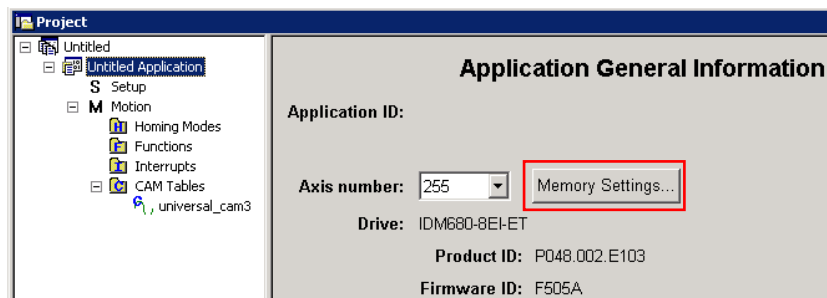 Project
Untitled
Untitled Application
S Setup
M Motion
H Homing Modes
F Functions
I Interrupts
C CAM Tables
universal_cam3
Application General Information
Application ID:
Axis number: 255 Memory Settings...
Drive: IDM680-8EI-ET
Product ID: P048.002.E103
Firmware ID: F505A